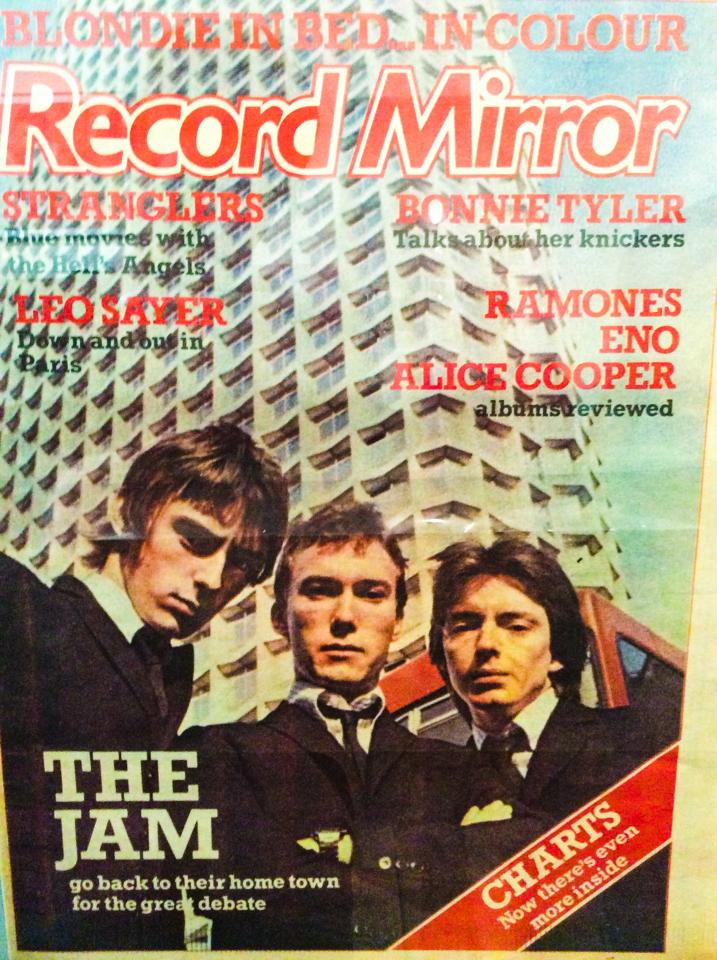 BLONDIE IN BED...IN COLOUR
Record Mirror
STRANGLERS
Blue movies with
the Hell's Angels
LEO SAYER
Down and out in
Paris
BONNIE TYLER
Talks about her knickers
RAMONES
ENO
ALICE COOPER
albums reviewed
THE
JAM
go back to their home town
for the great debate
CHARTS
Now there's even
more inside